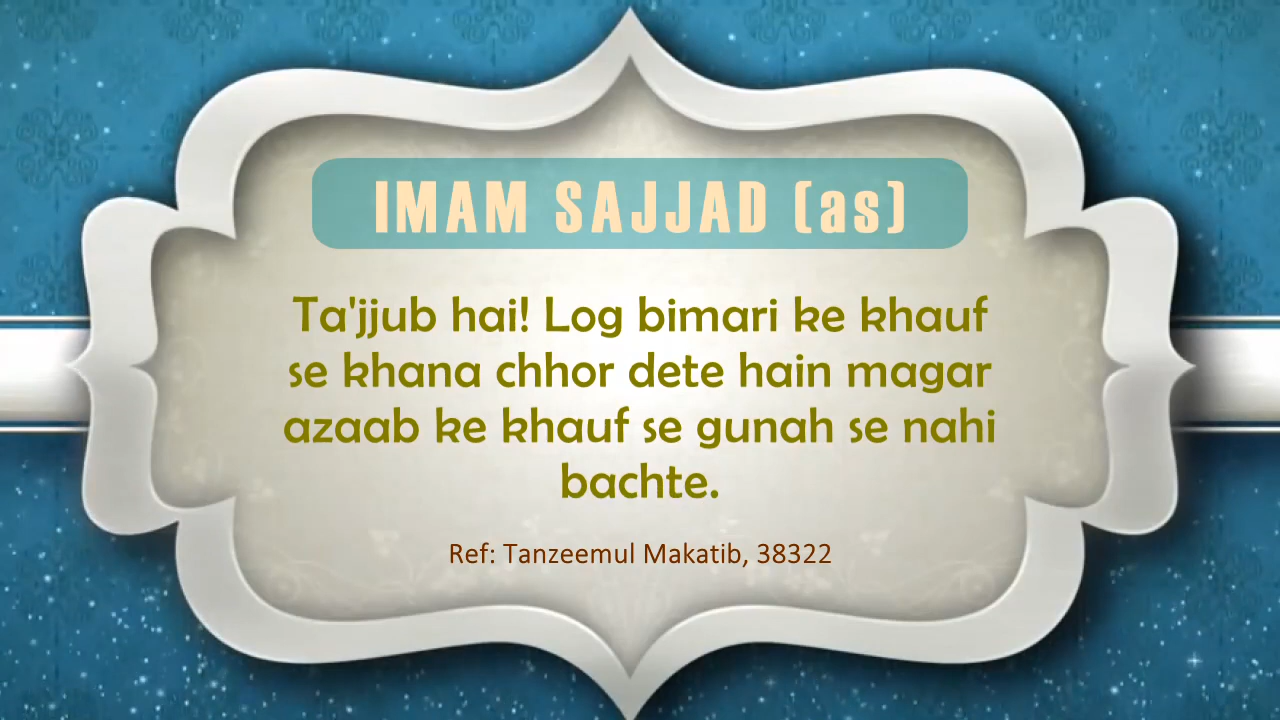 IMAM SAJJAD (as)
Ta'jjub hai! Log bimari ke khauf
se khana chhor dete hain magar
azaab ke khauf se gunah se nahi
bachte.
Ref: Tanzeemul Makatib, 38322